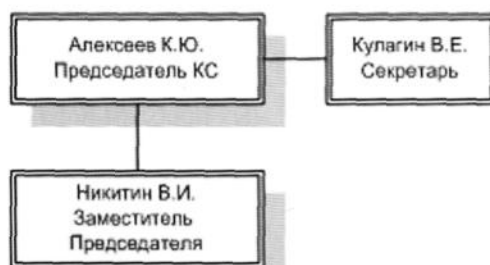 Алексеев К.Ю.
Председатель КС
Кулагин В.Е.
Секретарь
Никитин В.И.
Заместитель
Председателя